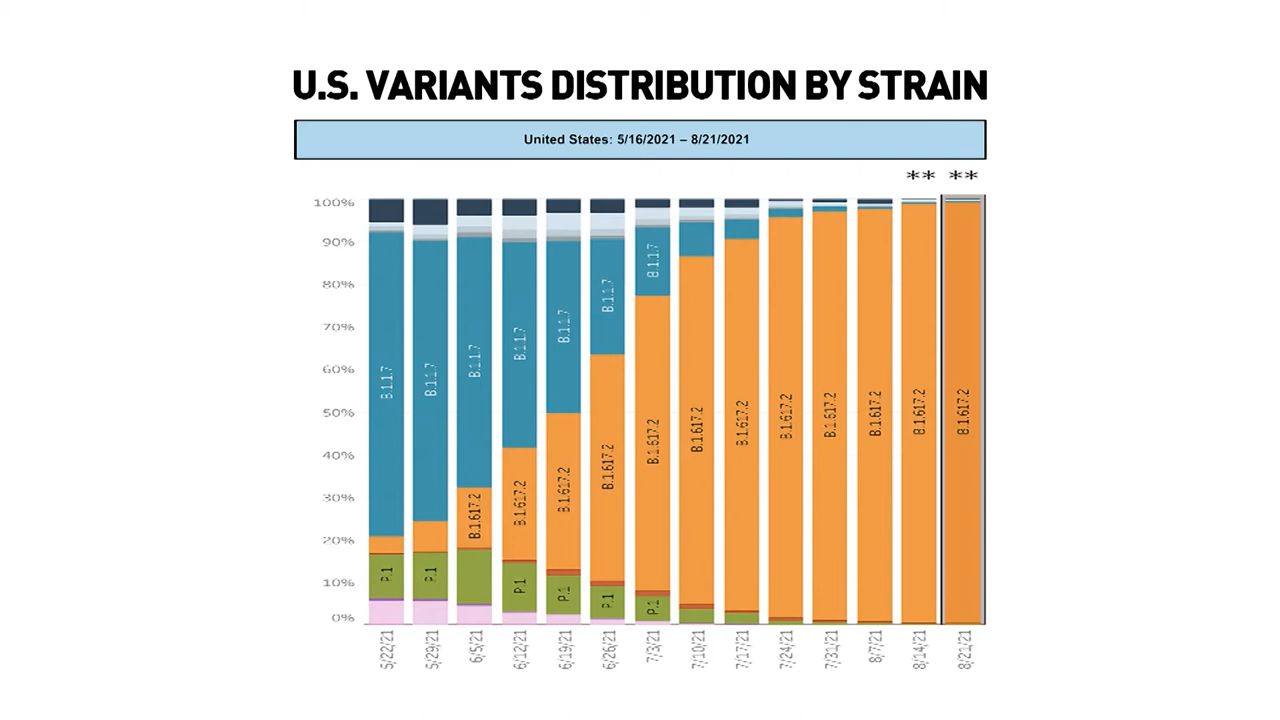 U.S. VARIANTS DISTRIBUTION BY STRAIN
United States: 5/16/2021 – 8/21/2021
** **
100%
90%
80%
70%
60%
50%
40%
30%
20%
10%
0%
B.1.1.7
B.1.1.7
B.1.1.7
B.1.1.7
B.1.1.7
B.1.1.7
B.1.1.7
B.1.617.2
B.1.617.2
B.1.617.2
B.1.617.2
B.1.617.2
B.1.617.2
B.1.617.2
B.1.617.2
B.1.617.2
B.1.617.2
B.1.617.2
B.1.617.2
P.1
P.1
P.1
P.1
P.1
P.1
5/22/21
5/29/21
6/5/21
6/12/21
6/19/21
6/26/21
7/3/21
7/10/21
7/17/21
7/24/21
7/31/21
8/7/21
8/14/21
8/21/21